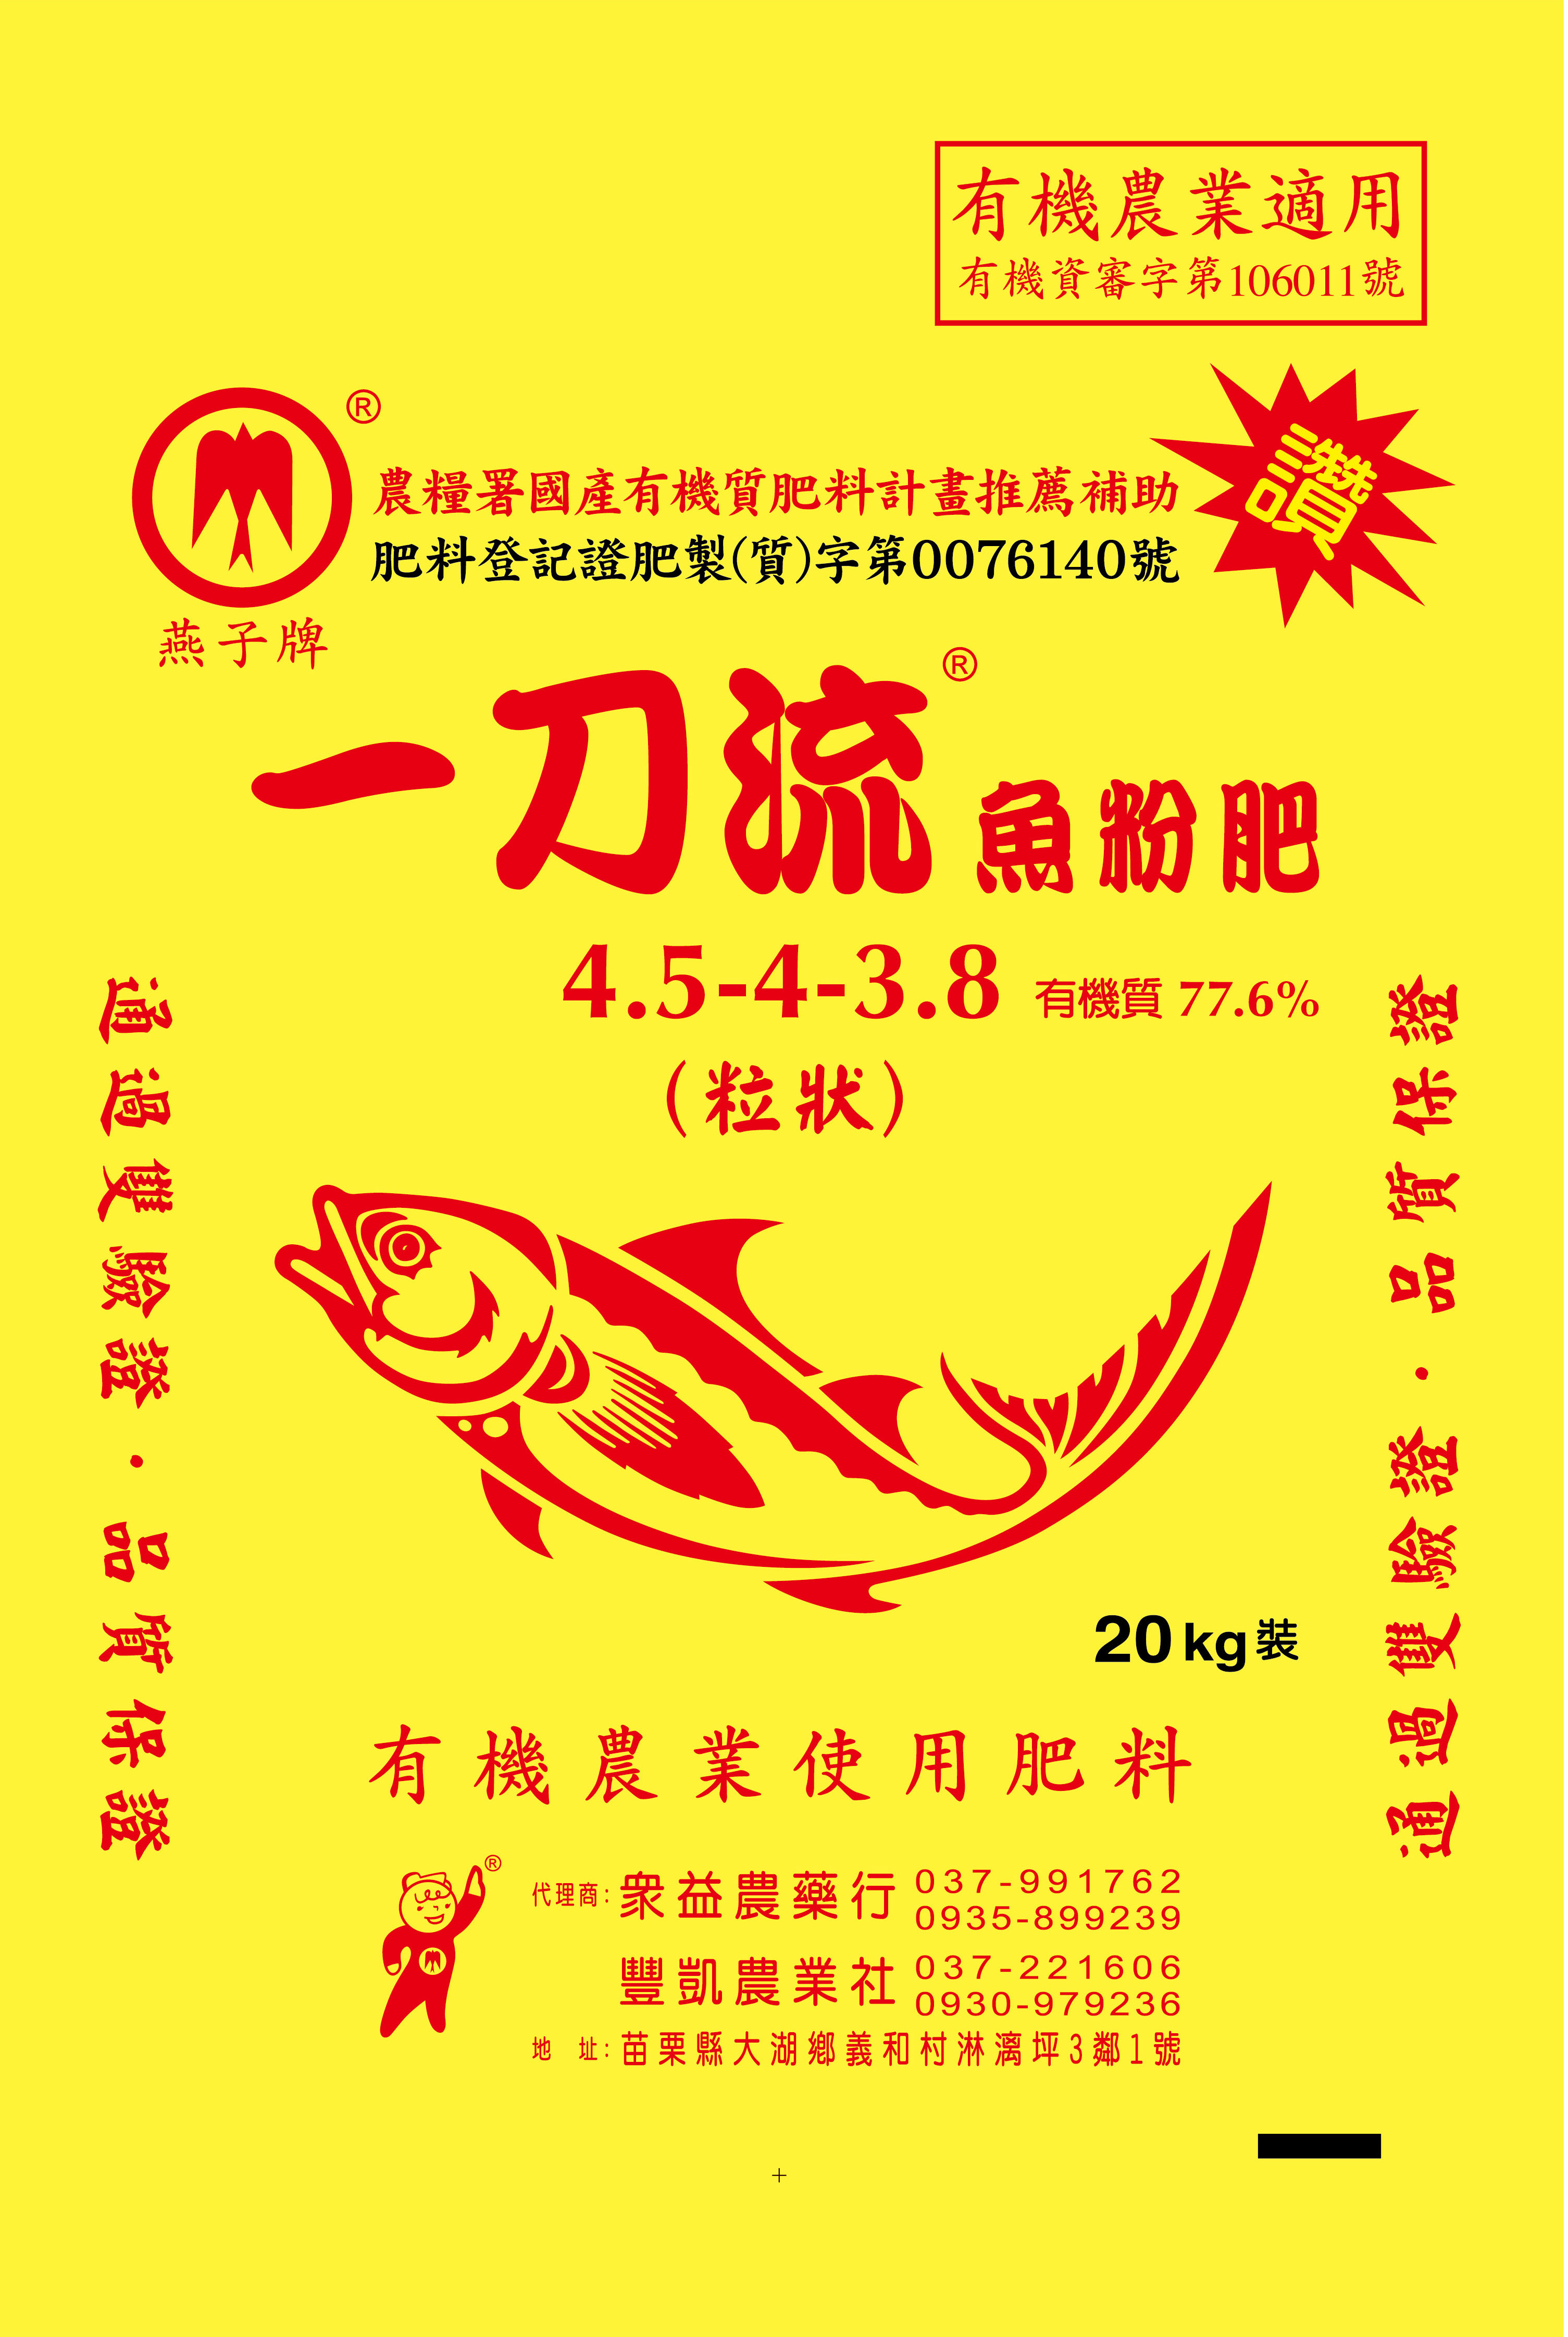 有機農業適用
有機資審字第106011號
®
農糧署國產有機質肥料計畫推薦補助
讚
肥料登記證肥製(質)字第0076140號
燕子牌
一刀流® 魚粉肥
4.5-4-3.8 有機質 77.6%
(粒狀)
通過雙驗證．品質保證
通過雙驗證．品質保證
20kg裝
有機農業使用肥料
®
代理商：眾益農藥行 037-991762
0935-899239
豐凱農業社 037-221606
0930-979236
地 址：苗栗縣大湖鄉義和村淋漓坪3鄰1號